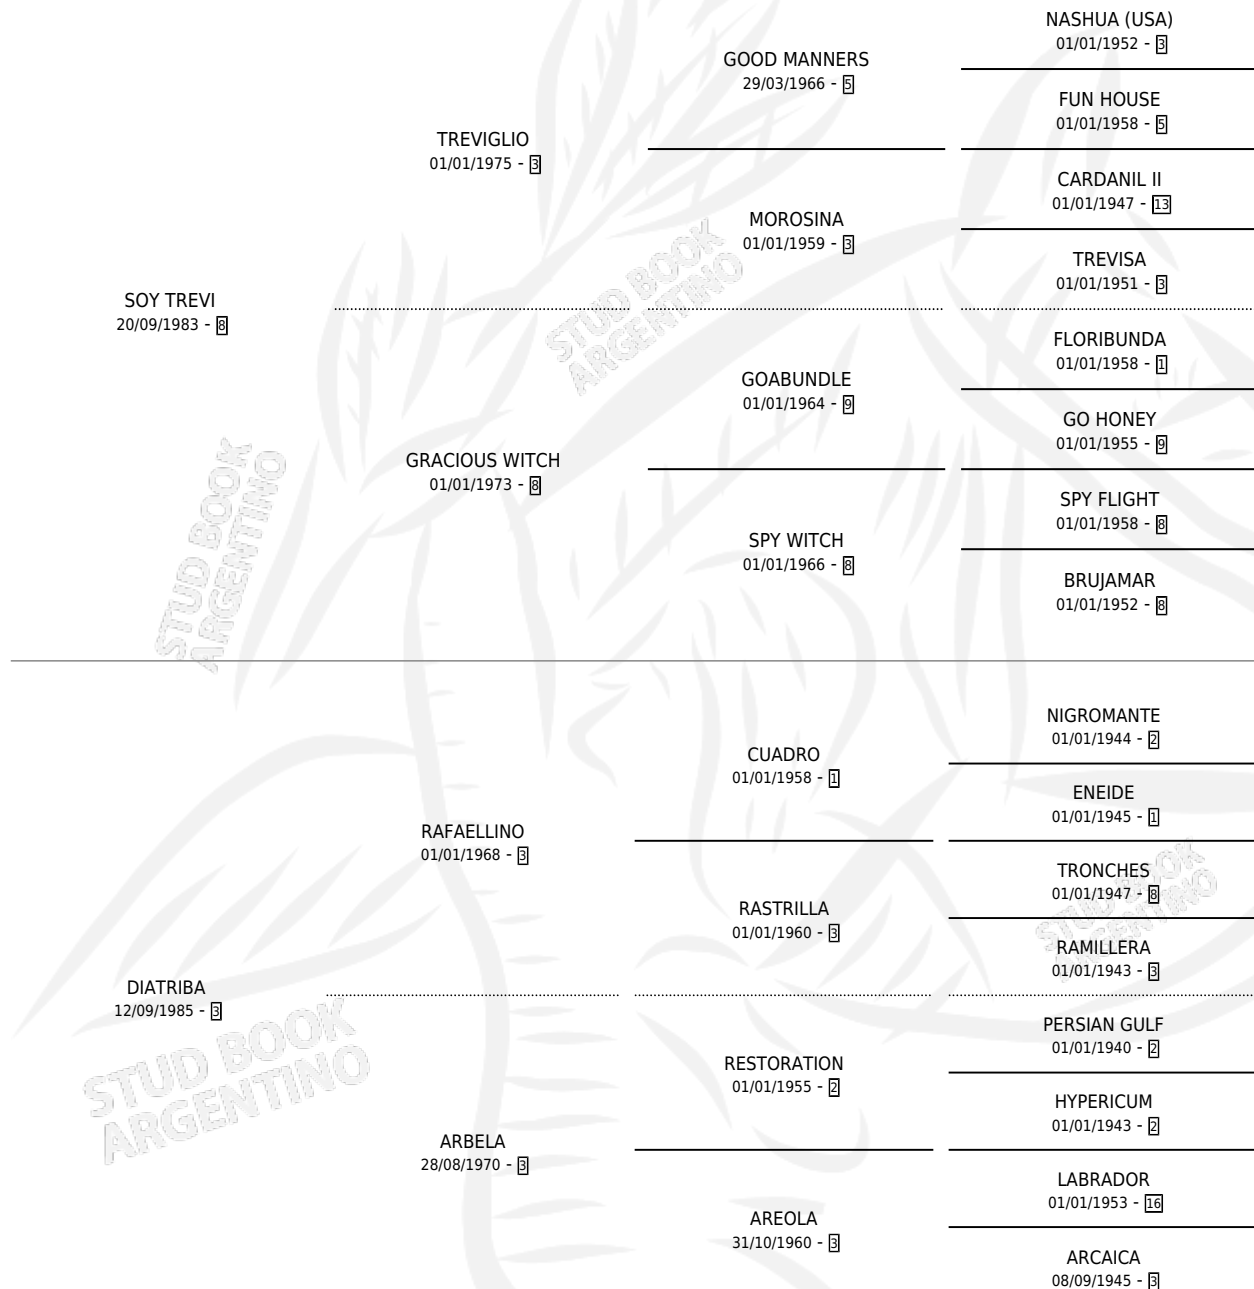 NASHUA (USA)
01/01/1952 - 3
GOOD MANNERS
29/03/1966 - 5
FUN HOUSE
01/01/1958 - 5
TREVIGLIO
01/01/1975 - 3
CARDANIL II
01/01/1947 - 13
MOROSINA
01/01/1959 - 3
TREVISA
01/01/1951 - 3
SOY TREVI
20/09/1983 - 8
STUD BOOK
ARGENTINO
FLORIBUNDA
01/01/1958 - 1
GOABUNDLE
01/01/1964 - 9
GO HONEY
01/01/1955 - 9
GRACIOUS WITCH
01/01/1973 - 8
SPY FLIGHT
01/01/1958 - 8
SPY WITCH
01/01/1966 - 8
BRUJAMAR
01/01/1952 - 8
STUD BOOK
ARGENTINO
NIGROMANTE
01/01/1944 - 2
CUADRO
01/01/1958 - 1
ENEIDE
01/01/1945 - 1
RAFAELLINO
01/01/1968 - 3
TRONCHES
01/01/1947 - 8
RASTRILLA
01/01/1960 - 3
RAMILLERA
01/01/1943 - 3
STUD BOOK
ARGENTINO
DIATRIBA
12/09/1985 - 3
PERSIAN GULF
01/01/1940 - 2
RESTORATION
01/01/1955 - 2
HYPERICUM
01/01/1943 - 2
STUD BOOK
ARGENTINO
ARBELA
28/08/1970 - 3
LABRADOR
01/01/1953 - 16
AREOLA
31/10/1960 - 3
ARCAICA
08/09/1945 - 3